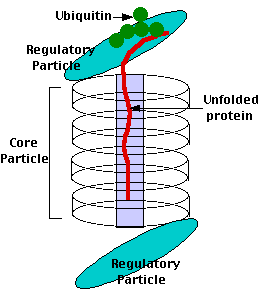 Ubiquitin
Regulatory
Particle
Unfolded
protein
Core
Particle
Regulatory
Particle